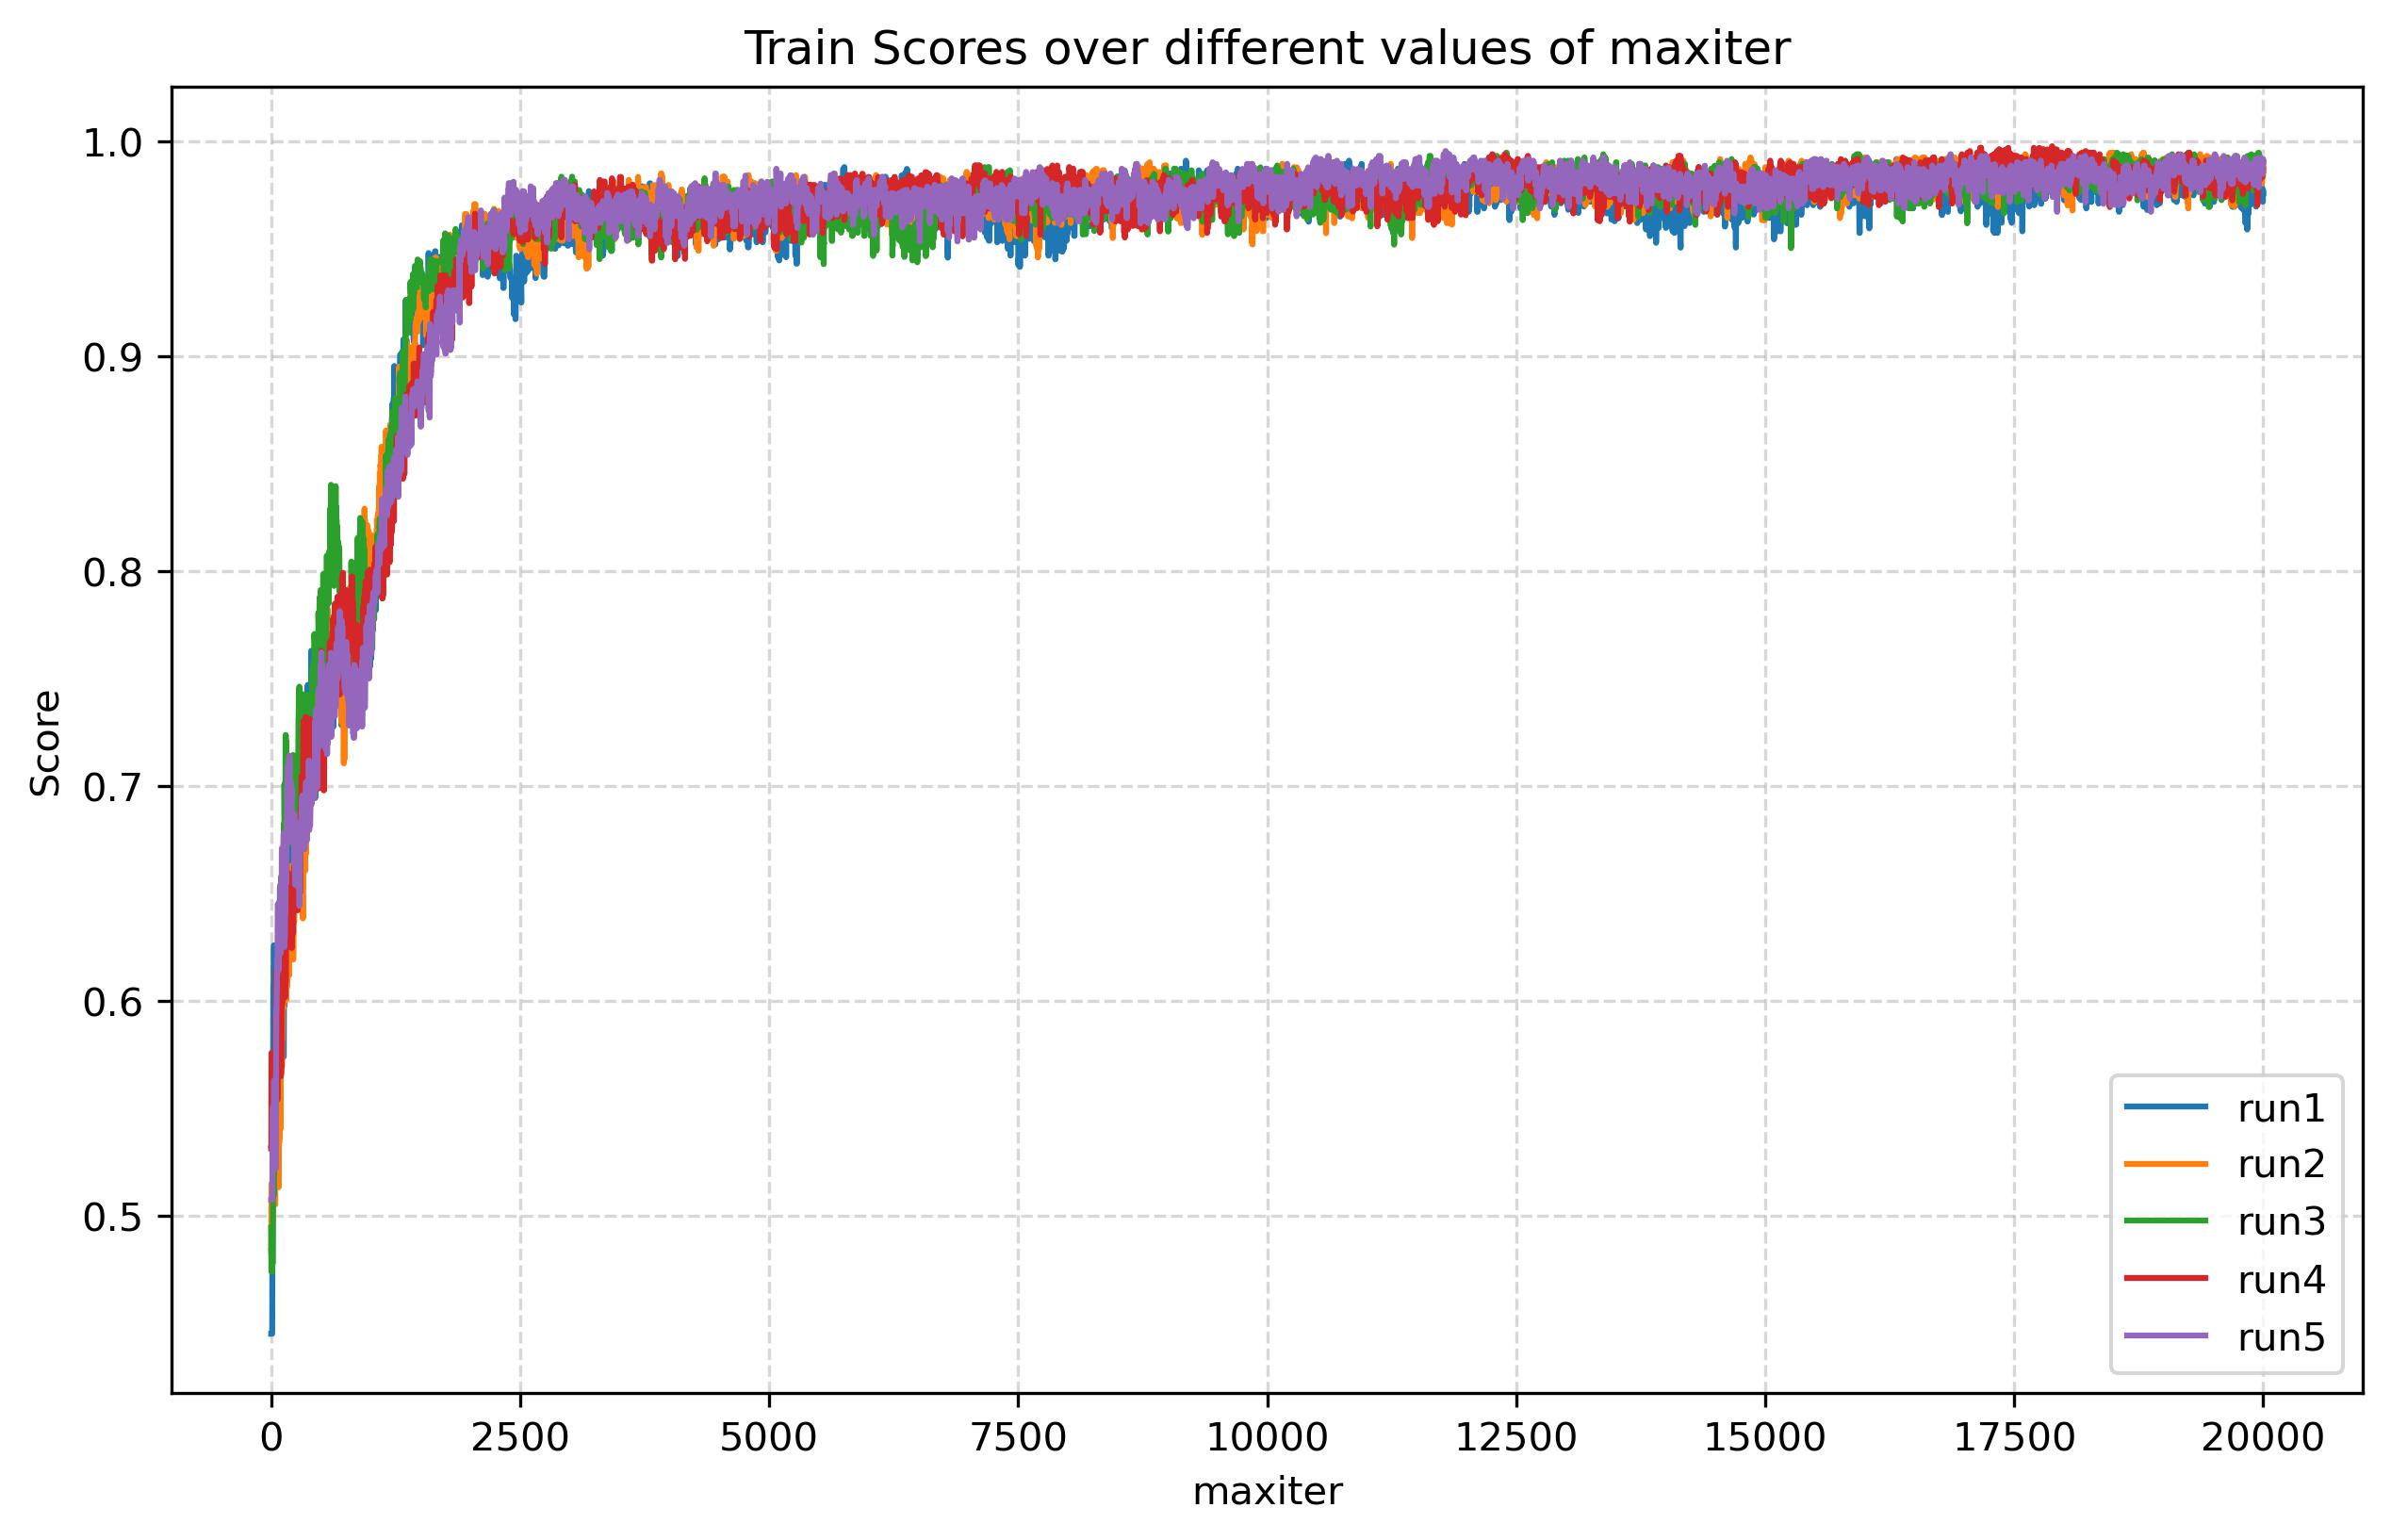 Train Scores over different values of maxiter
1.0
0.9
0.8
0.7
0.6
0.5
Score
0 2500 5000 7500 10000 12500 15000 17500 20000
maxiter
run1
run2
run3
run4
run5